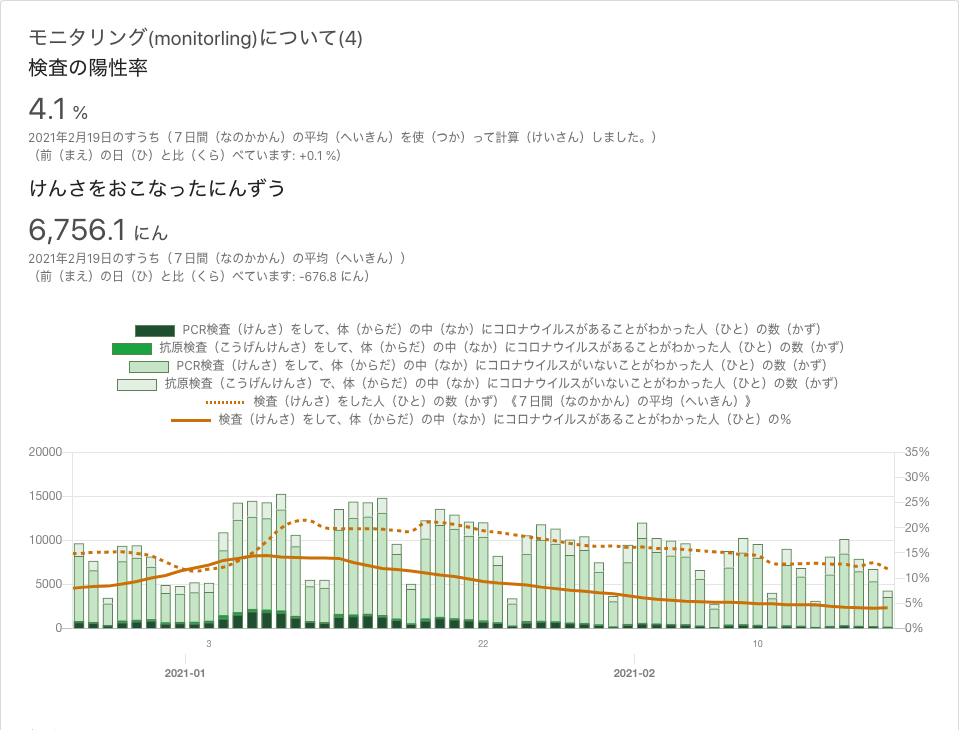 モニタリング(monitorling)について(4)
検査の陽性率
4.1 %
2021年2月19日のすうち（７日間（なのかかん）の平均（へいきん）を使（つか）って計算（けいさん）しました。）
（前（まえ）の日（ひ）と比（くら）べています: +0.1 %）
けんさをおこなったにんずう
6,756.1 にん
2021年2月19日のすうち（７日間（なのかかん）の平均（へいきん））
（前（まえ）の日（ひ）と比（くら）べています: -676.8 にん）
PCR検査（けんさ）をして、体（からだ）の中（なか）にコロナウイルスがあることがわかった人（ひと）の数（かず）
抗原検査（こうげんけんさ）をして、体（からだ）の中（なか）にコロナウイルスがあることがわかった人（ひと）の数（かず）
PCR検査（けんさ）をして、体（からだ）の中（なか）にコロナウイルスがいないことがわかった人（ひと）の数（かず）
抗原検査（こうげんけんさ）で、体（からだ）の中（なか）にコロナウイルスがいないことがわかった人（ひと）の数（かず）
検査（けんさ）をした人（ひと）の数（かず）《７日間（なのかかん）の平均（へいきん）》
検査（けんさ）をして、体（からだ）の中（なか）にコロナウイルスがあることがわかった人（ひと）の％
20000 35%
30%
15000
25%
20%
10000
15%
10%
5000
5%
0 0%
3 22 10
2021-01 2021-02